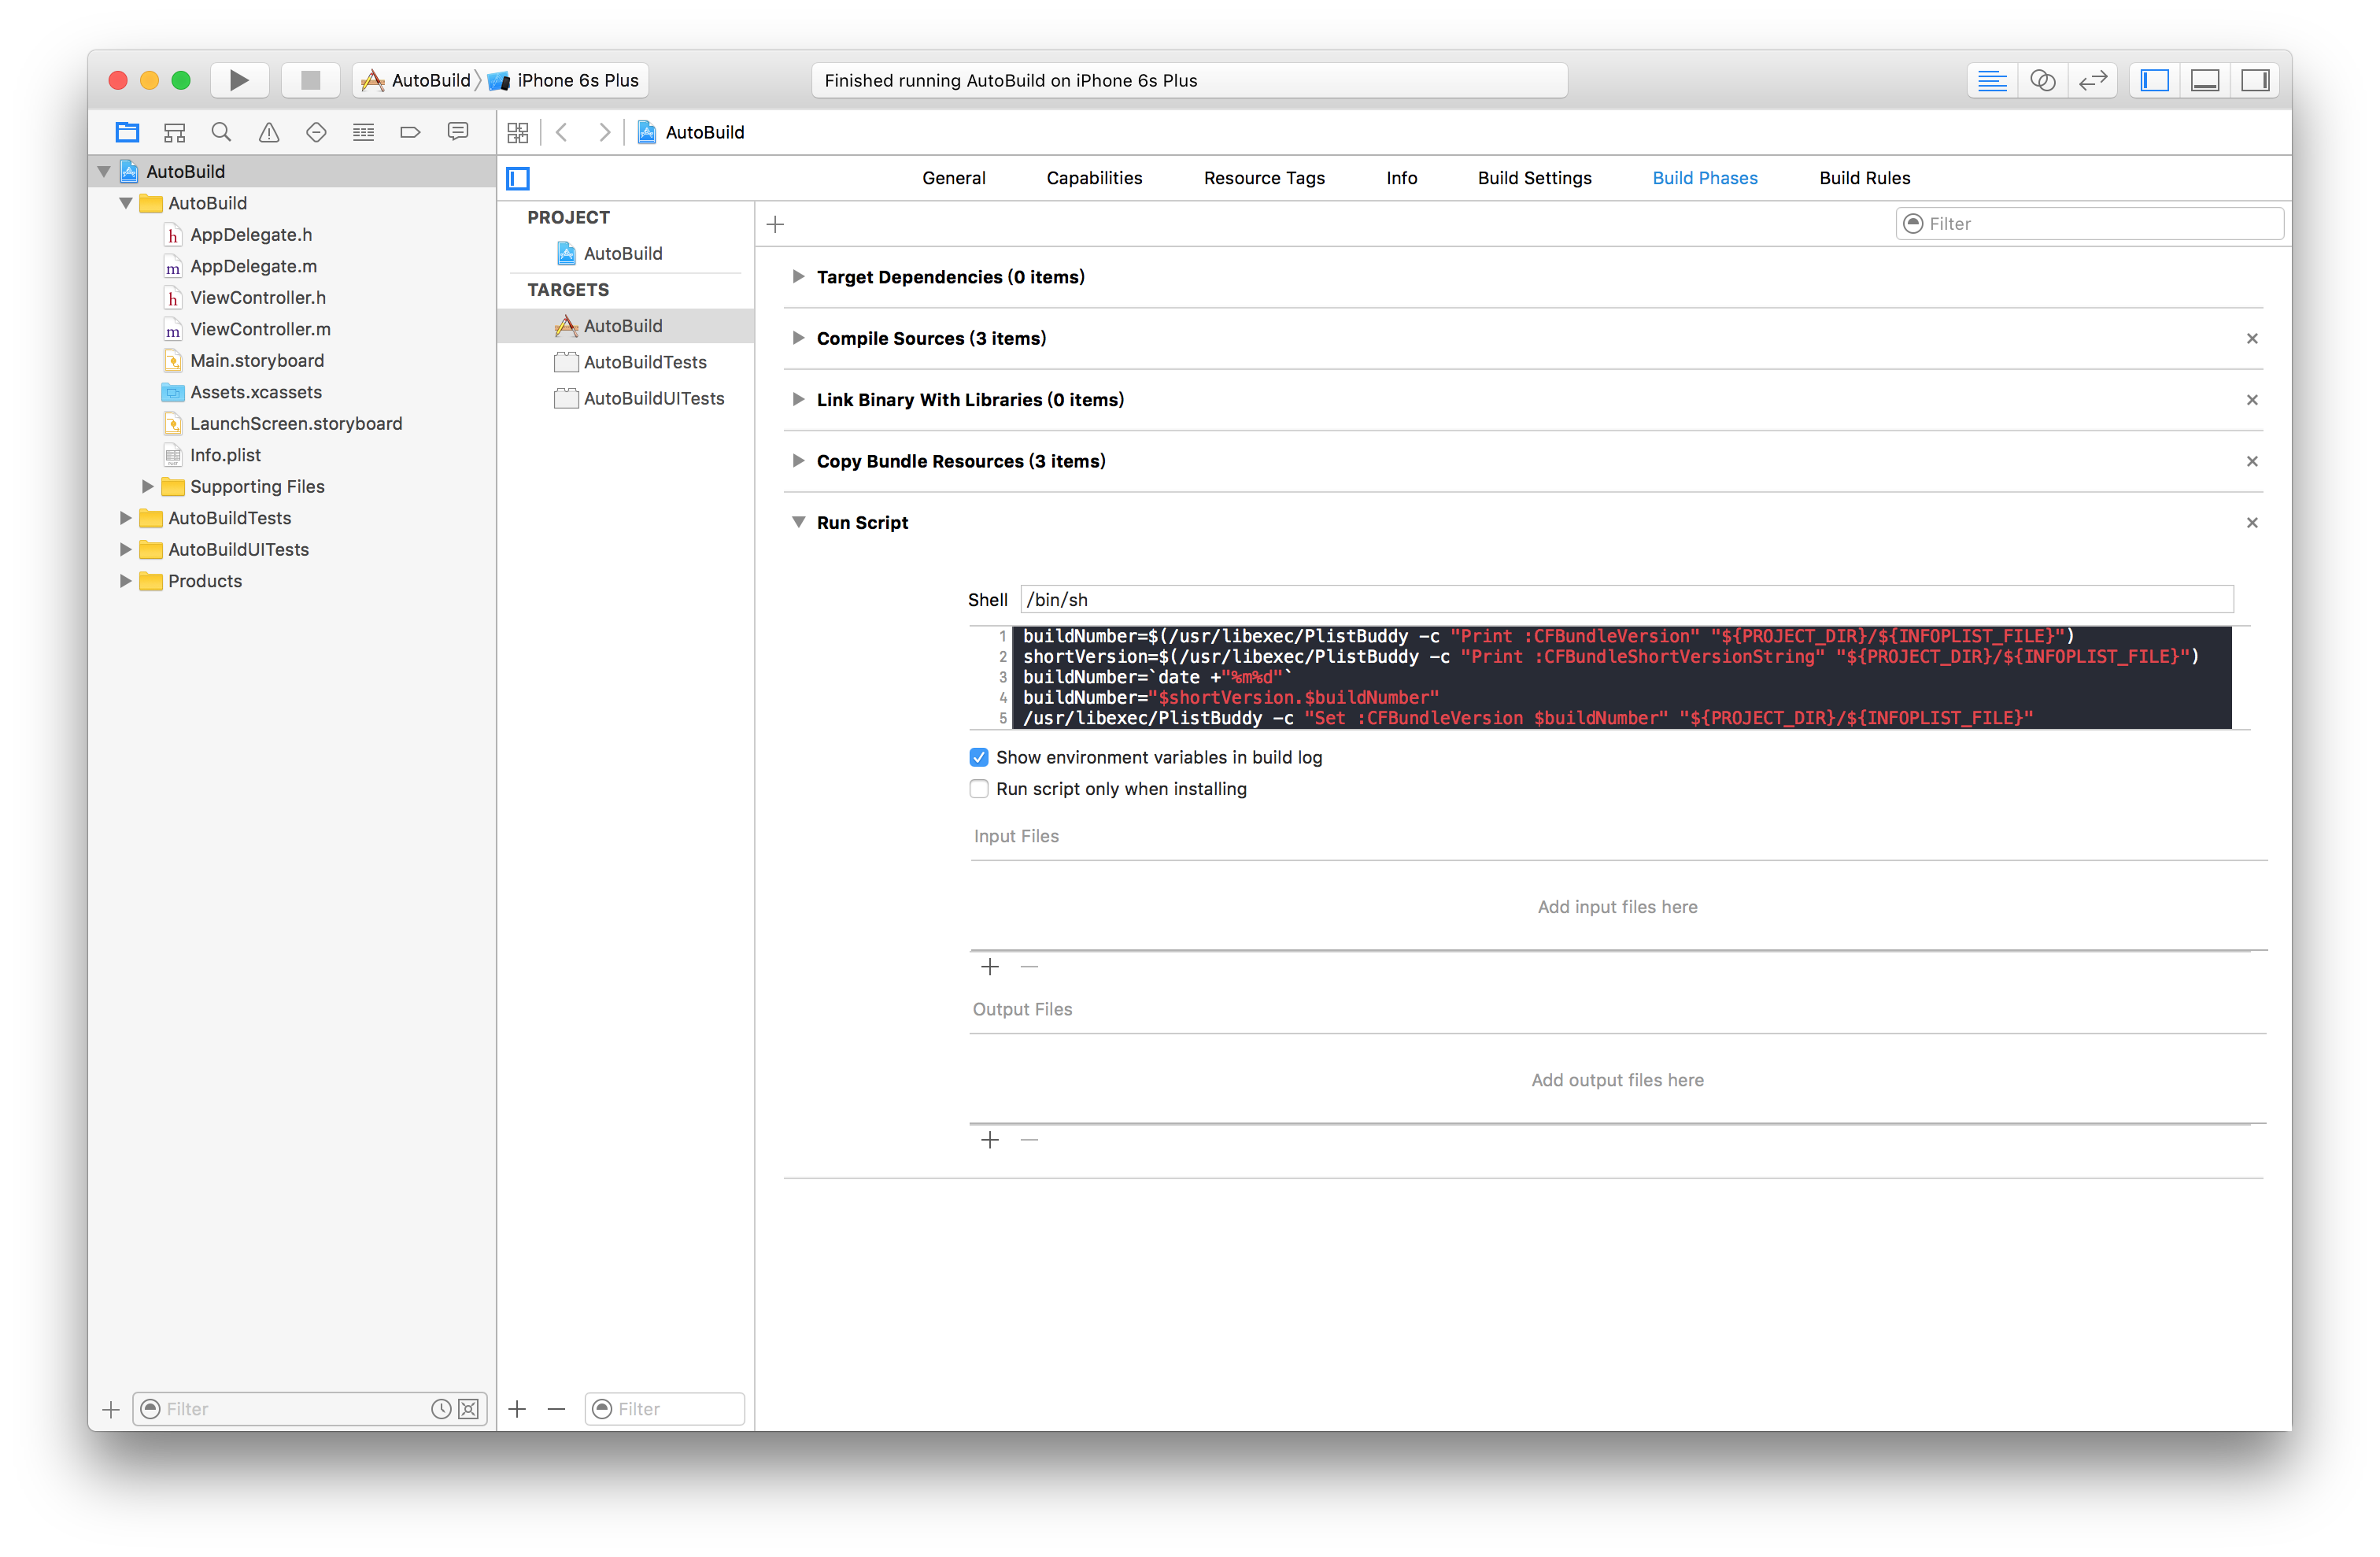 AutoBuild
iPhone 6s Plus
Finished running AutoBuild on iPhone 6s Plus
AutoBuild
AutoBuild
General
Capabilities
Resource Tags
Info
Build Settings
Build Phases
Build Rules
AutoBuild
h AppDelegate.h
m AppDelegate.m
h ViewController.h
m ViewController.m
Main.storyboard
Assets.xcassets
LaunchScreen.storyboard
Info.plist
Supporting Files
AutoBuildTests
AutoBuildUITests
Products
Filter
PROJECT
AutoBuild
TARGETS
AutoBuild
AutoBuildTests
AutoBuildUITests
Filter
Filter
Target Dependencies (0 items)
Compile Sources (3 items)
Link Binary With Libraries (0 items)
Copy Bundle Resources (3 items)
Run Script
Shell /bin/sh
1 buildNumber=$(/usr/libexec/PlistBuddy -c "Print :CFBundleVersion" "${PROJECT_DIR}/${INFOPLIST_FILE}")
2 shortVersion=$(/usr/libexec/PlistBuddy -c "Print :CFBundleShortVersionString" "${PROJECT_DIR}/${INFOPLIST_FILE}")
3 buildNumber=`date +"%m%d"`
4 buildNumber="$shortVersion.$buildNumber"
5 /usr/libexec/PlistBuddy -c "Set :CFBundleVersion $buildNumber" "${PROJECT_DIR}/${INFOPLIST_FILE}"
Show environment variables in build log
Run script only when installing
Input Files
Add input files here
Output Files
Add output files here